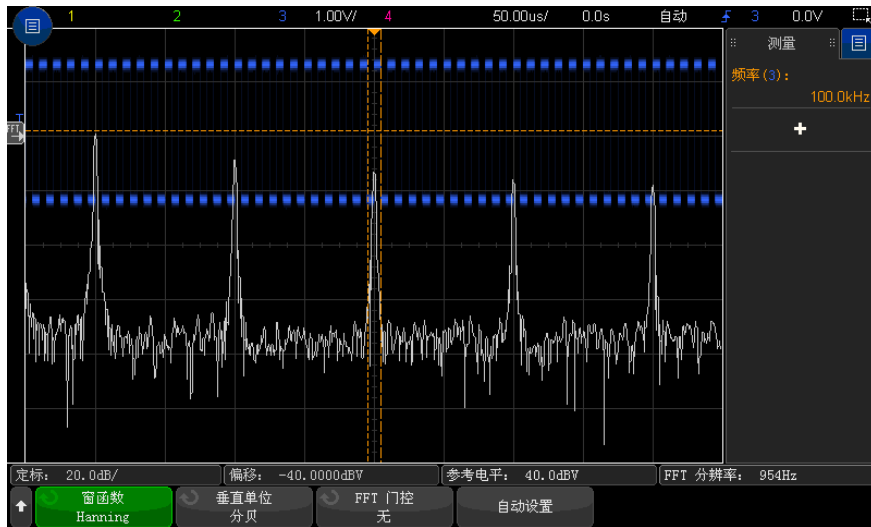 1 2 3 1.00V/ 4 50.00us/ 0.0s 自动 3 0.0V
测量
频率(3):
100.0kHz
T
FFT
定标: 20.0dB/ 偏移: -40.0000dBV 参考电平: 40.0dBV FFT 分辨率: 954Hz
窗函数 垂直单位 FFT 门控 自动设置
Hanning 分贝 无